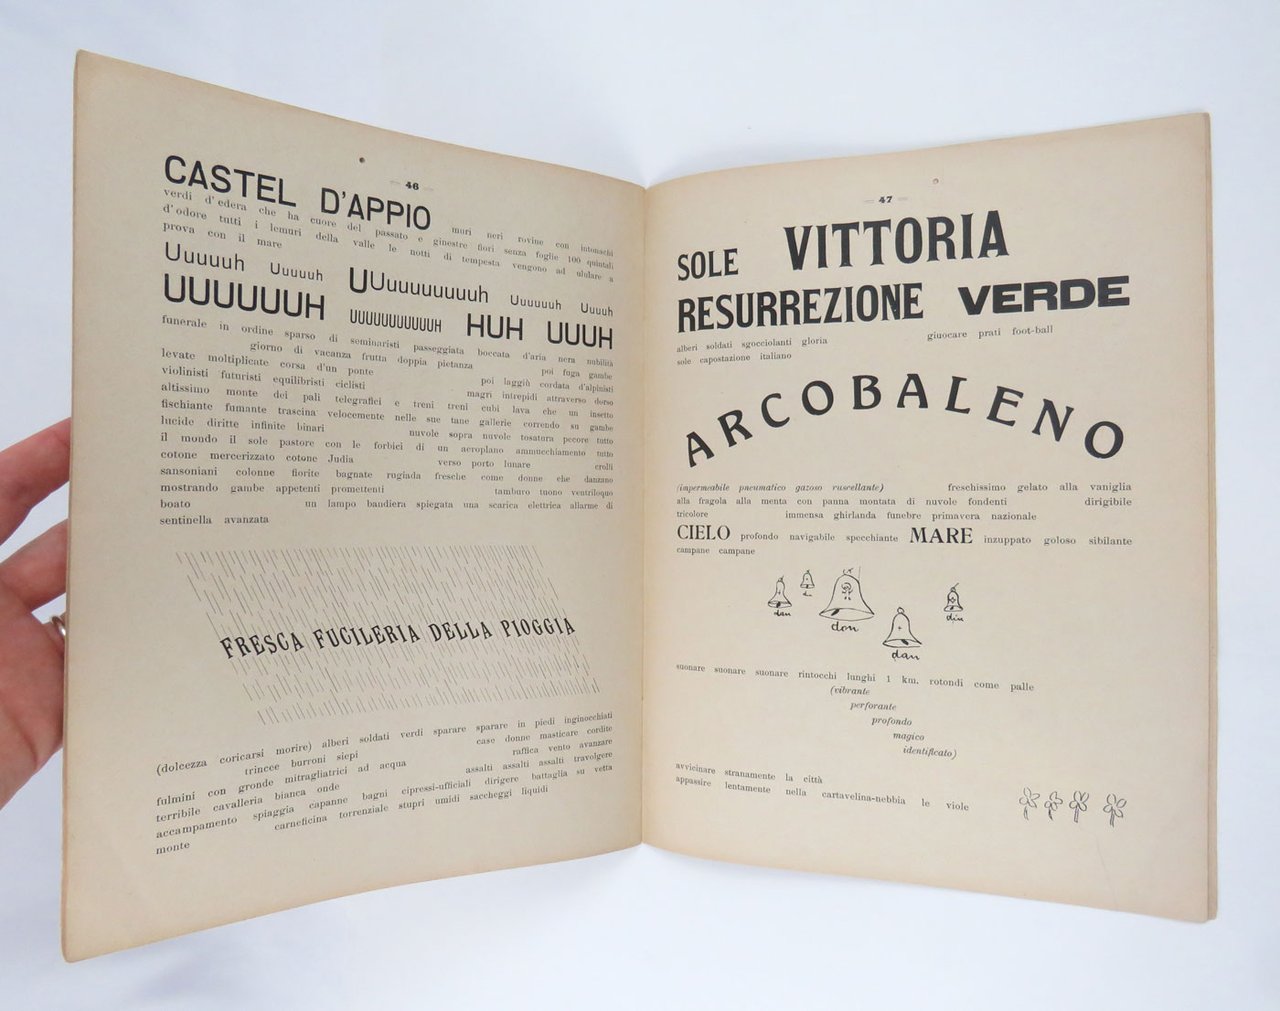 46
CASTEL D'APPIO muri neri rovine con intonachi
verdi d'edera che ha cuore del passato e ginestre fiori senza foglie 100 quintali
d'odore tutti i lemuri della valle le notti di tempesta vengono ad ululare a
prova con il mare
Uuuuuh Uuuuuh UUuuuuuuuuh Uuuuuuh Uuuuh
UUUUUUH UUUUUUUUUUUH HUH UUUH
funerale in ordine sparso di seminaristi passeggiata boccata d'aria nera nobilità
giorno di vacanza frutta doppia pietanza poi fuga gambe
levate moltiplicate corsa d'un ponte poi laggiù cordata d'alpinisti
violinisti futuristi equilibristi ciclisti magri intrepidi attraverso dorso
altissimo monte dei pali telegrafici e treni treni cubi lava che un insetto
fischiante fumante trascina velocemente nelle sue tane gallerie correndo su gambe
lucide diritte infinite binari nuvole sopra nuvole tosatura pecore tutto
il mondo il sole pastore con le forbici di un aeroplano ammucchiamento tutto
cotone mercerizzato cotone Judia verso porto lunare crolli
sansoniani colonne fiorite bagnate rugiada fresche come donne che danzano
mostrando gambe appetenti promettenti tamburo tuono ventriloquo
boato un lampo bandiera spiegata una scarica elettrica allarme di
sentinella avanzata
FRESCA FUCILERIA DELLA PIOGGIA
(dolcezza coricarsi morire) alberi soldati verdi sparare sparare in piedi inginocchiati
trincee burroni siepi case donne masticare cordite
fulmini con gronde mitragliatrici ad acqua raffica vento avanzare
terribile cavalleria bianca onde assalti assalti assalti travolgere
accampamento spiaggia capanne bagni cipressi-ufficiali dirigere battaglia su vetta
monte carneficina torrenziale stupri umidi saccheggi liquidi
47
SOLE VITTORIA
RESURREZIONE VERDE
alberi soldati sgocciolanti gloria giuocare prati foot-ball
sole capostazione italiano
ARCOBALENO
(impermeabile pneumatico gazoso ruscellante) freschissimo gelato alla vaniglia
alla fragola alla menta con panna montata di nuvole fondenti dirigibile
tricolore immensa ghirlanda funebre primavera nazionale
CIELO profondo navigabile specchiante MARE inzuppato goloso sibilante
campane campane
dan
don
dan
din
suonare suonare suonare rintocchi lunghi 1 km. rotondi come palle
(vibrante
perforante
profondo
magico
identificato)
avvicinare stranamente la città
appassire lentamente nella cartavelina-nebbia le viole